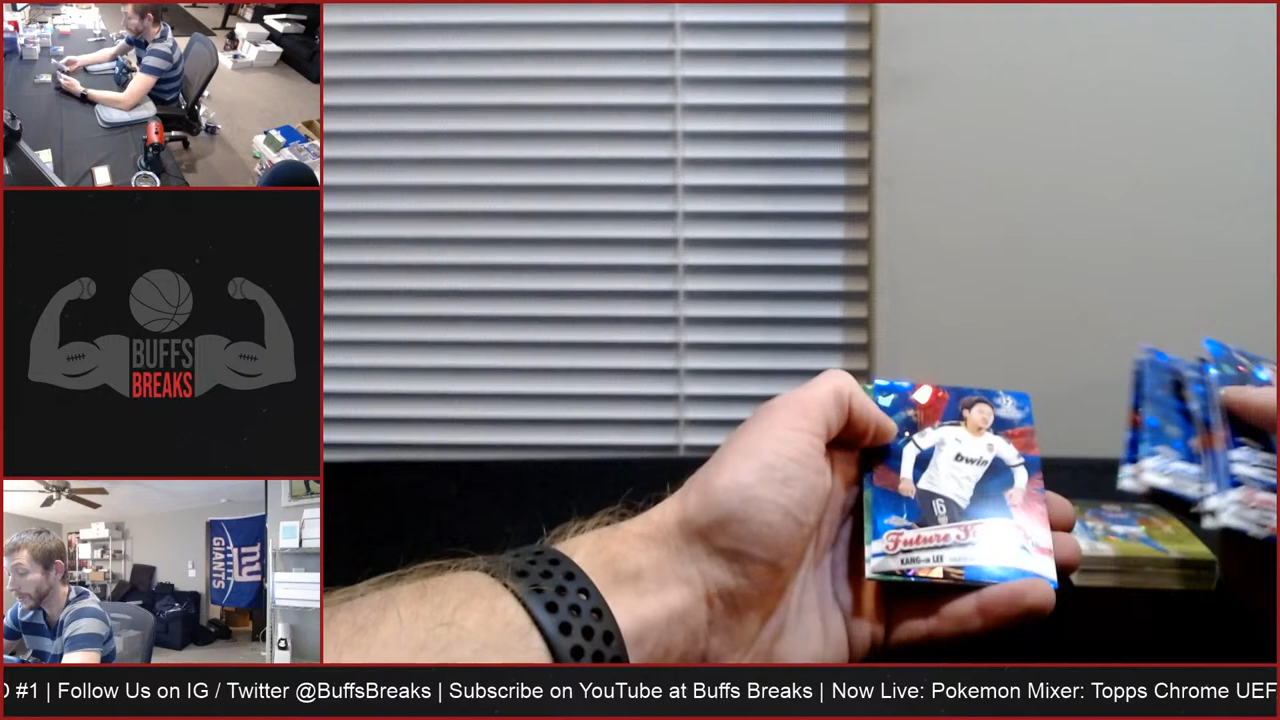 BUFFS
BREAKS
GIANTS
ny
bwin
16
Future
KANG-IN LEE
#1 | Follow Us on IG / Twitter @BuffsBreaks | Subscribe on YouTube at Buffs Breaks | Now Live: Pokemon Mixer: Topps Chrome UEF